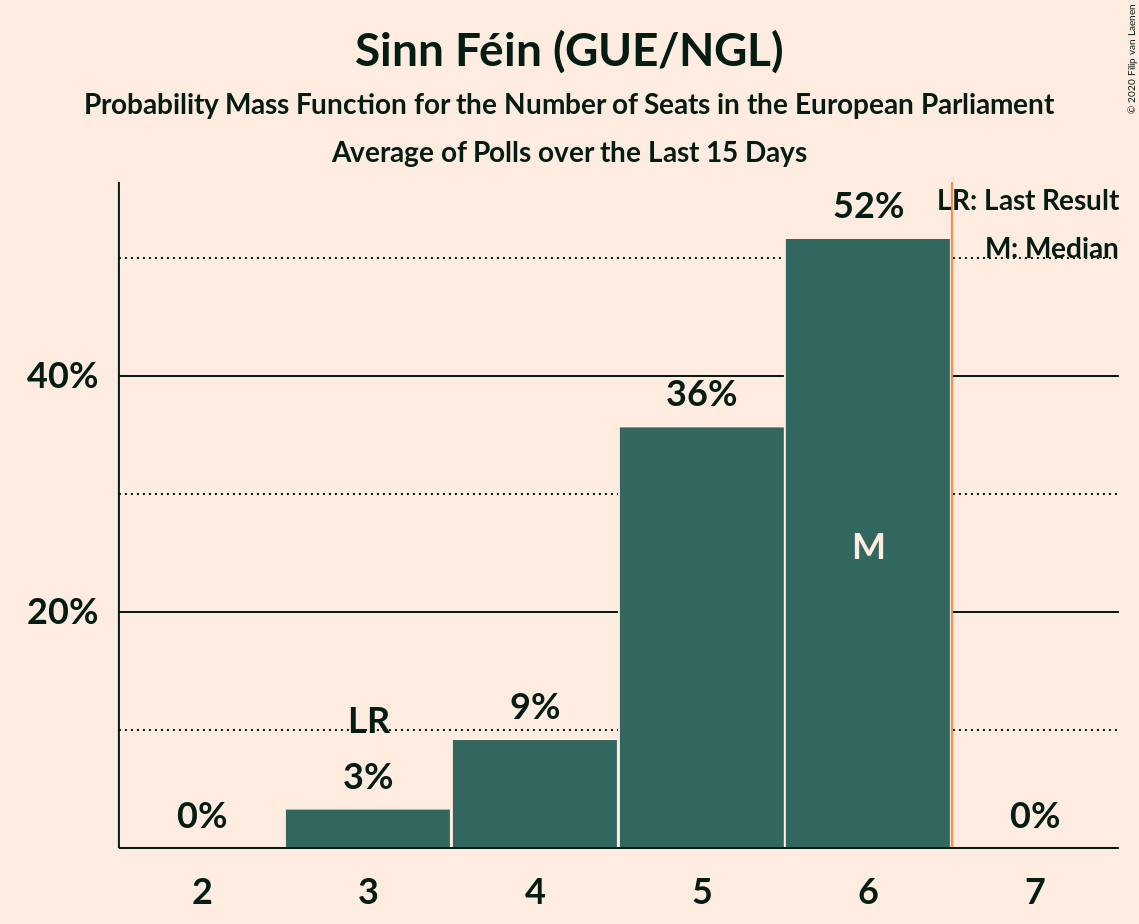 Sinn Féin (GUE/NGL)
Probability Mass Function for the Number of Seats in the European Parliament
Average of Polls over the Last 15 Days
© 2020 Filip van Laenen
LR: Last Result
M: Median
52%
40%
36%
M
20%
LR
9%
3%
0%
0%
2 3 4 5 6 7